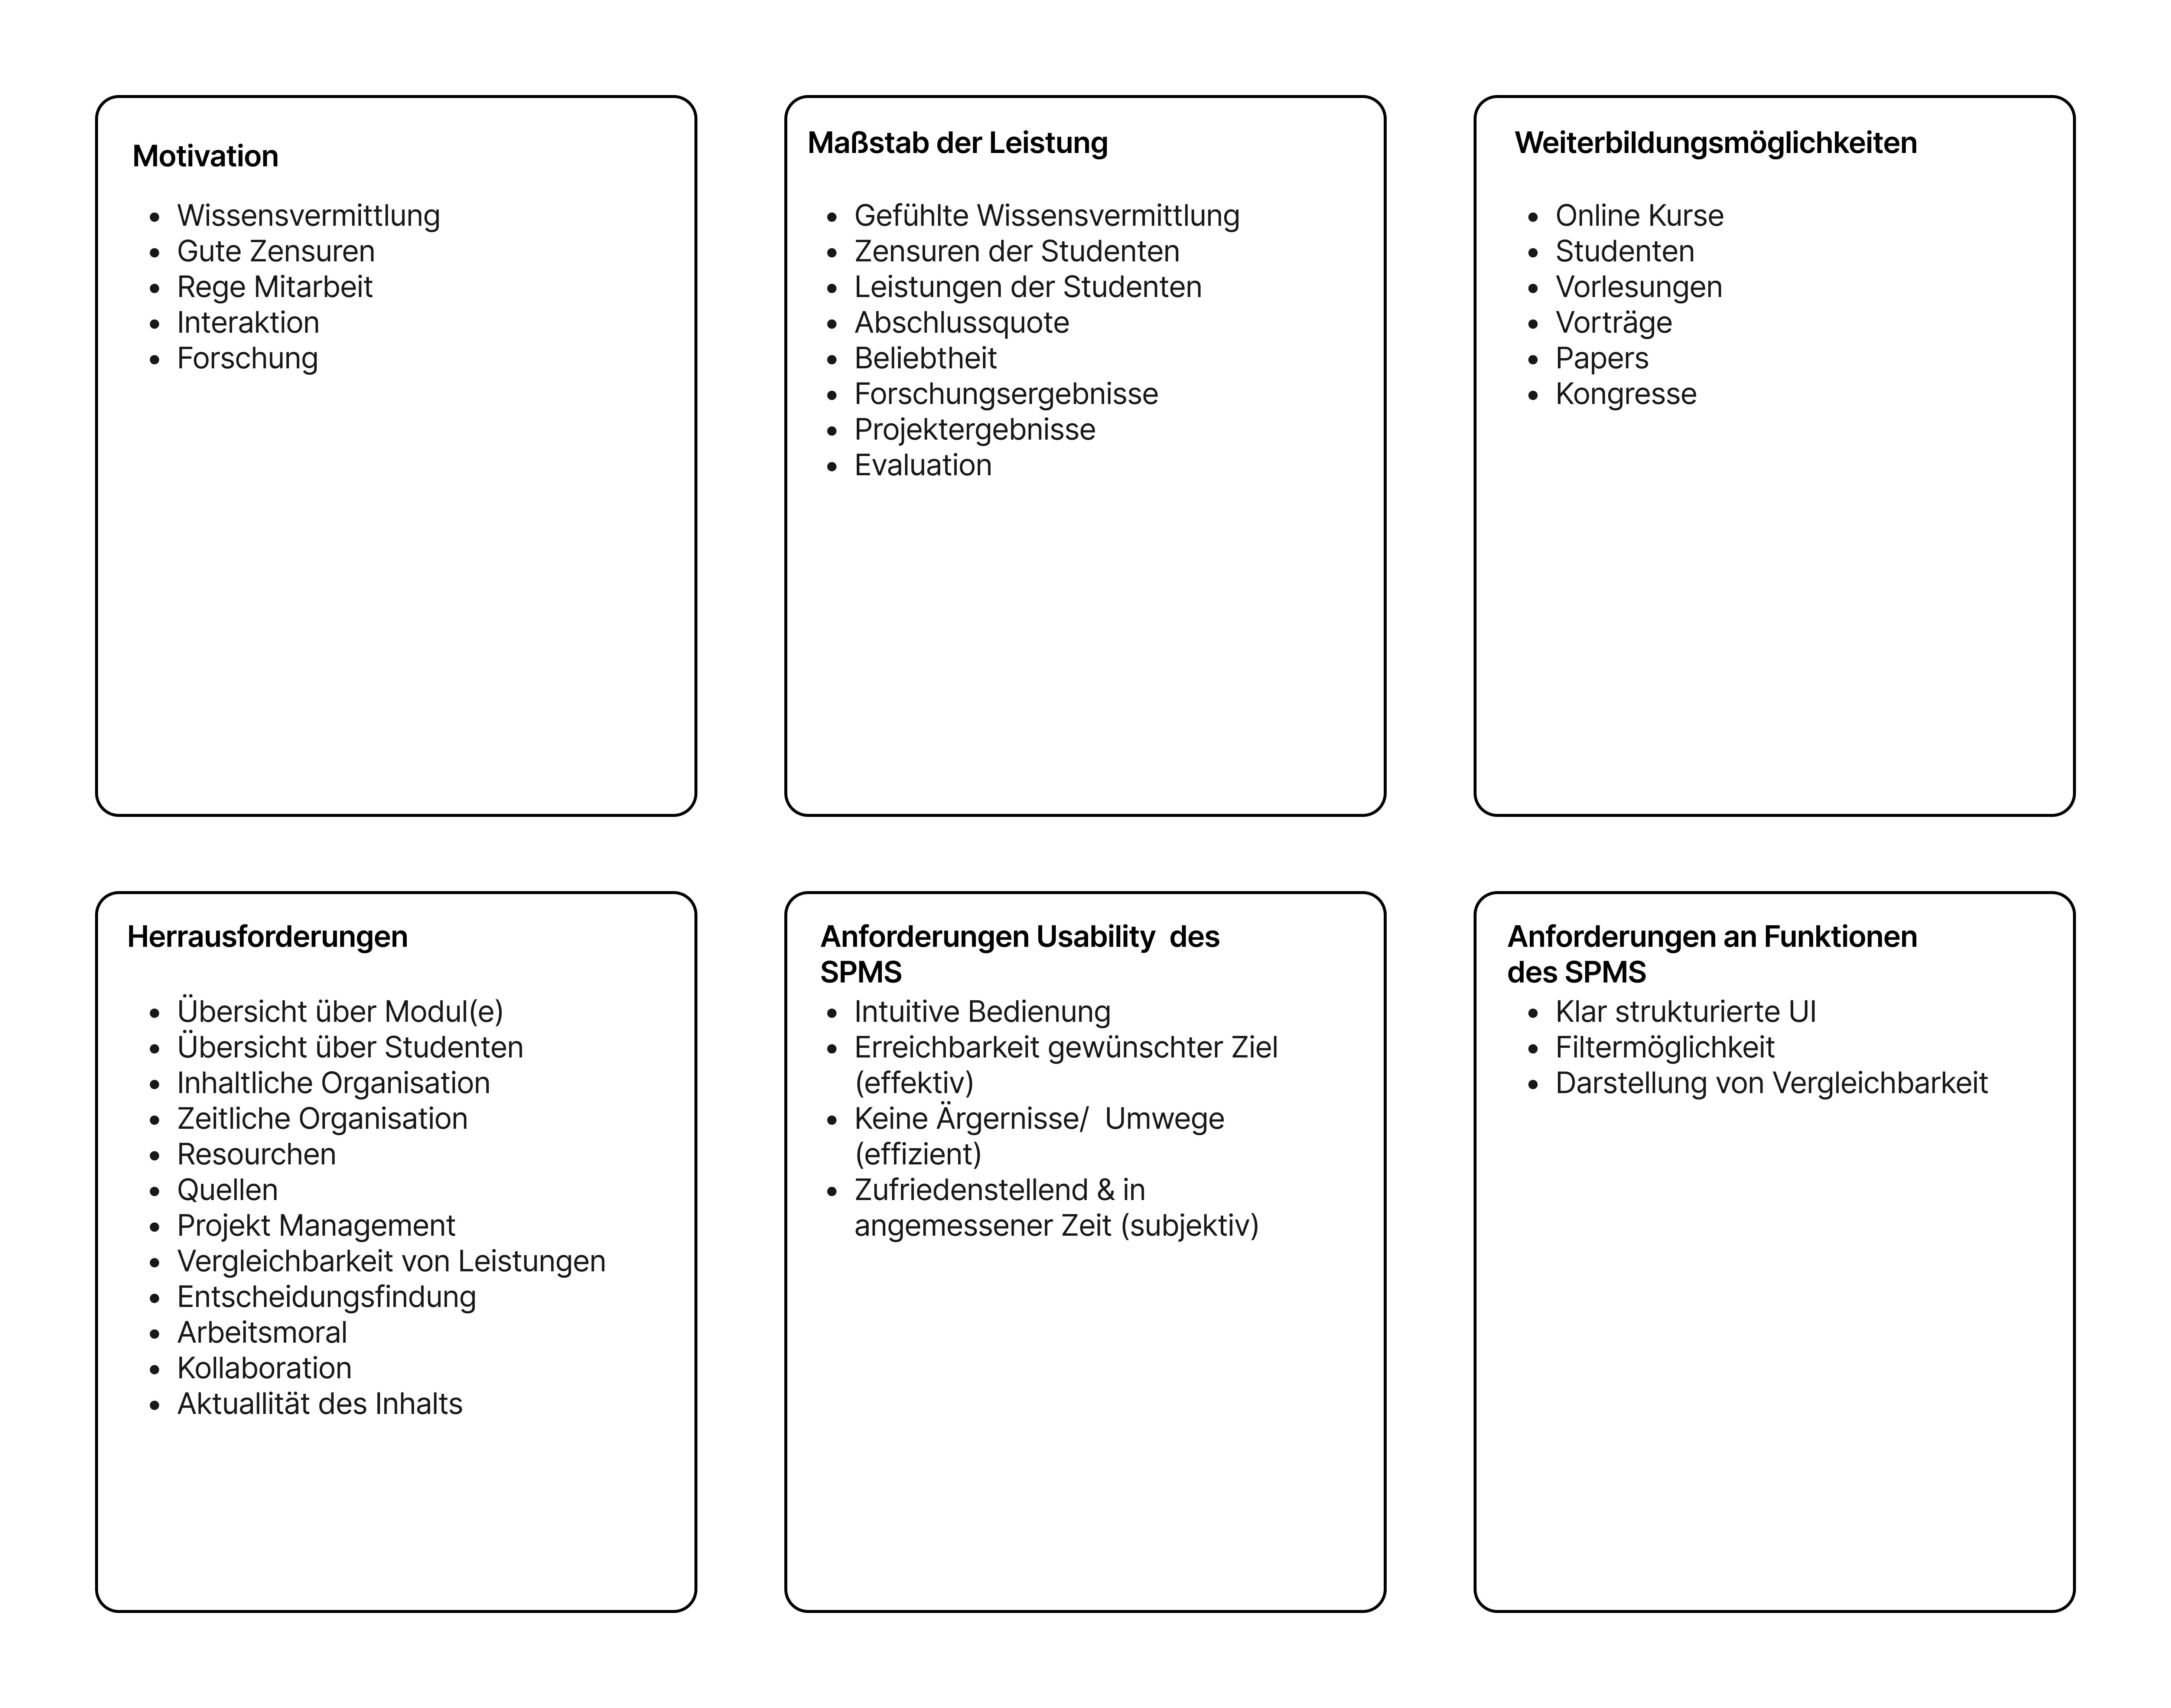 Motivation
Wissensvermittlung
Gute Zensuren
Rege Mitarbeit
Interaktion
Forschung
Maßstab der Leistung
Gefühlte Wissensvermittlung
Zensuren der Studenten
Leistungen der Studenten
Abschlussquote
Beliebtheit
Forschungsergebnisse
Projektergebnisse
Evaluation
Weiterbildungsmöglichkeiten
Online Kurse
Studenten
Vorlesungen
Vorträge
Papers
Kongresse
Herrausforderungen
Übersicht über Modul(e)
Übersicht über Studenten
Inhaltliche Organisation
Zeitliche Organisation
Resourchen
Quellen
Projekt Management
Vergleichbarkeit von Leistungen
Entscheidungsfindung
Arbeitsmoral
Kollaboration
Aktuallität des Inhalts
Anforderungen Usability  des
SPMS
Intuitive Bedienung
Erreichbarkeit gewünschter Ziel
(effektiv)
Keine Ärgernisse/  Umwege
(effizient)
Zufriedenstellend & in
angemessener Zeit (subjektiv)
Anforderungen an Funktionen
des SPMS
Klar strukturierte UI
Filtermöglichkeit
Darstellung von Vergleichbarkeit